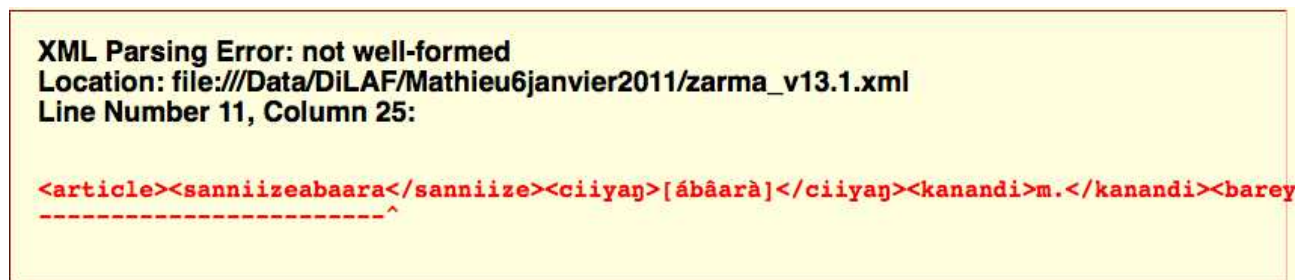 XML Parsing Error: not well-formed
Location: file:///Data/DiLAF/Mathieu6janvier2011/zarma_v13.1.xml
Line Number 11, Column 25:
<article><sanniizeabaara</sanniize><ciiyaŋ>[ábâarà]</ciiyaŋ><kanandi>m.</kanandi><barey
------------------------^